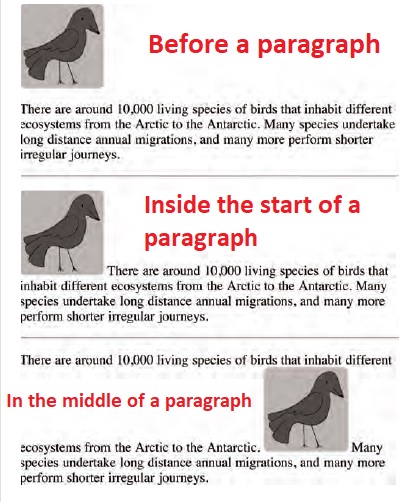 Before a paragraph
There are around 10,000 living species of birds that inhabit different
ecosystems from the Arctic to the Antarctic. Many species undertake
long distance annual migrations, and many more perform shorter
irregular journeys.
Inside the start of a
paragraph
There are around 10,000 living species of birds that
inhabit different ecosystems from the Arctic to the Antarctic. Many
species undertake long distance annual migrations, and many more
perform shorter irregular journeys.
There are around 10,000 living species of birds that inhabit different
In the middle of a paragraph
ecosystems from the Arctic to the Antarctic. Many
species undertake long distance annual migrations, and many more
perform shorter irregular journeys.